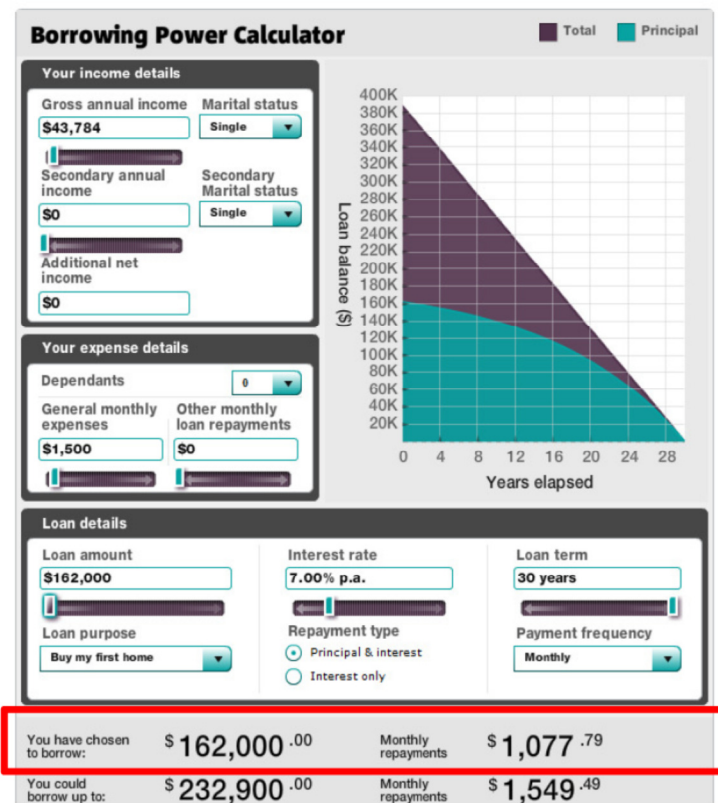 Borrowing Power Calculator
Total
Principal
Your income details
Gross annual income
Marital status
$43,784
Single
Secondary annual
income
Secondary
Marital status
$0
Single
Additional net
income
$0
Your expense details
Dependants
0
General monthly
expenses
Other monthly
loan repayments
$1,500
$0
400K
380K
360K
340K
320K
300K
280K
260K
240K
220K
200K
180K
160K
140K
120K
100K
80K
60K
40K
20K
Loan balance ($)
0 4 8 12 16 20 24 28
Years elapsed
Loan details
Loan amount
$162,000
Interest rate
7.00% p.a.
Loan term
30 years
Loan purpose
Buy my first home
Repayment type
Principal & interest
Interest only
Payment frequency
Monthly
You have chosen
to borrow:
$ 162,000 .00
Monthly
repayments
$ 1,077 .79
You could
borrow up to:
$ 232,900 .00
Monthly
repayments
$ 1,549 .49